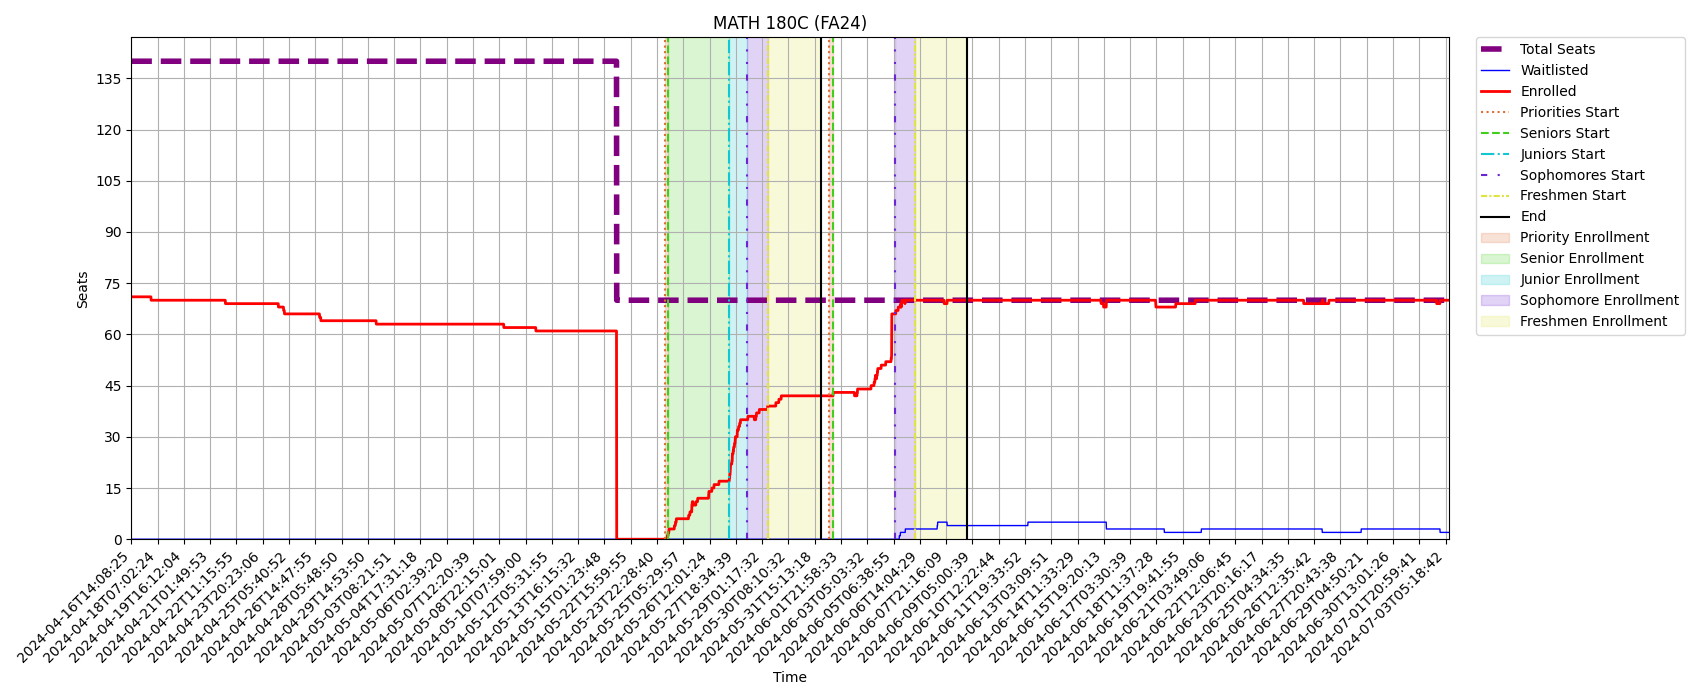 MATH 180C (FA24)
Seats
135
120
105
90
75
60
45
30
15
0
2024-04-16T14:08:25
2024-04-18T07:02:24
2024-04-19T16:12:04
2024-04-21T01:49:53
2024-04-22T11:15:55
2024-04-23T20:23:06
2024-04-25T05:40:52
2024-04-26T14:47:55
2024-04-28T05:48:50
2024-04-29T14:53:50
2024-05-03T08:21:51
2024-05-04T17:31:18
2024-05-06T02:39:20
2024-05-07T12:20:39
2024-05-08T22:15:01
2024-05-10T07:59:00
2024-05-12T05:31:55
2024-05-13T16:15:32
2024-05-15T01:23:48
2024-05-22T15:59:55
2024-05-23T22:28:40
2024-05-25T05:29:57
2024-05-26T12:01:24
2024-05-27T18:34:39
2024-05-29T01:17:32
2024-05-30T08:10:32
2024-05-31T15:13:18
2024-06-01T21:58:33
2024-06-03T05:03:32
2024-06-05T06:38:55
2024-06-06T14:04:29
2024-06-07T21:16:09
2024-06-09T05:00:39
2024-06-10T12:22:44
2024-06-11T19:33:52
2024-06-13T03:09:51
2024-06-14T11:33:29
2024-06-15T19:20:13
2024-06-17T03:30:39
2024-06-18T11:37:28
2024-06-19T19:41:55
2024-06-21T03:49:06
2024-06-22T12:06:45
2024-06-23T20:16:17
2024-06-25T04:34:35
2024-06-26T12:35:42
2024-06-27T20:43:38
2024-06-29T04:50:21
2024-06-30T13:01:26
2024-07-01T20:59:41
2024-07-03T05:18:42
Time
Total Seats
Waitlisted
Enrolled
Priorities Start
Seniors Start
Juniors Start
Sophomores Start
Freshmen Start
End
Priority Enrollment
Senior Enrollment
Junior Enrollment
Sophomore Enrollment
Freshmen Enrollment